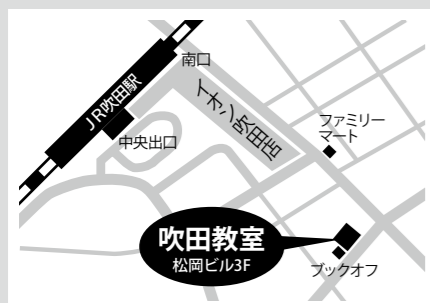 南口
JR吹田駅
中央出口
イオン吹田店
ファミリー
マート
吹田教室
松岡ビル3F
ブックオフ